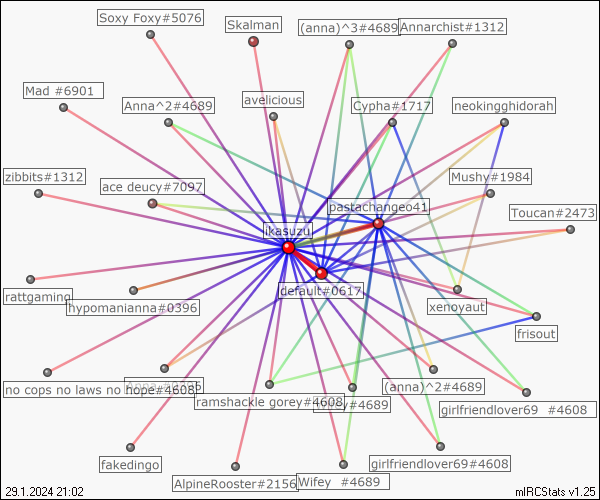 Soxy Foxy#5076
Skalman
(anna)^3#4689
Annarchist#1312
Mad #6901
Anna^2#4689
avelicious
Cypha#1717
neokingghidorah
zibbits#1312
ace deucy#7097
Mushy#1984
pastachangeo41
Toucan#2473
ikasuzu
default#0617
rattgaming
hypomanianna#0396
xenoyaut
frisout
no cops no laws no hope#4608
ramshackle gorey#4608
(anna)^2#4689
girlfriendlover69 #4608
fakedingo
AlpineRooster#2156
Wifey #4689
girlfriendlover69#4608
29.1.2024 21:02
mIRCStats v1.25